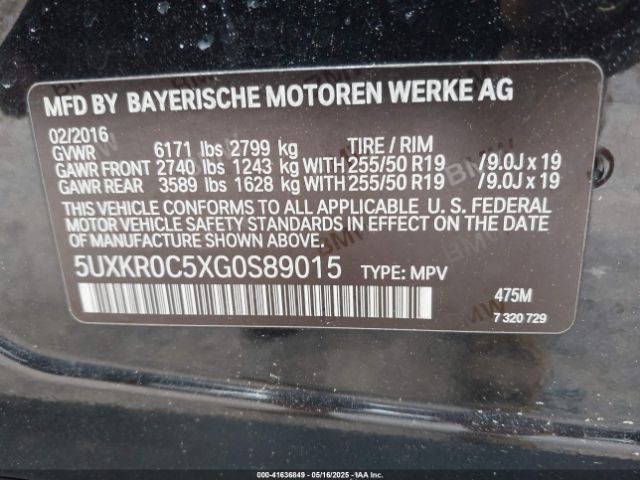 MFD BY BAYERISCHE MOTOREN WERKE AG
02/2016
GVWR 6171 lbs 2799 kg TIRE / RIM
GAWR FRONT 2740 lbs 1243 kg WITH 255/50 R19 /9.0J x 19
GAWR REAR 3589 lbs 1628 kg WITH 255/50 R19 /9.0J x 19
THIS VEHICLE CONFORMS TO ALL APPLICABLE U. S. FEDERAL
MOTOR VEHICLE SAFETY STANDARDS IN EFFECT ON THE DATE
OF MANUFACTURE SHOWN ABOVE.
5UXKR0C5XG0S89015 TYPE: MPV
475M
7 320 729
000-41636849 - 05/16/2025 - 1AAC